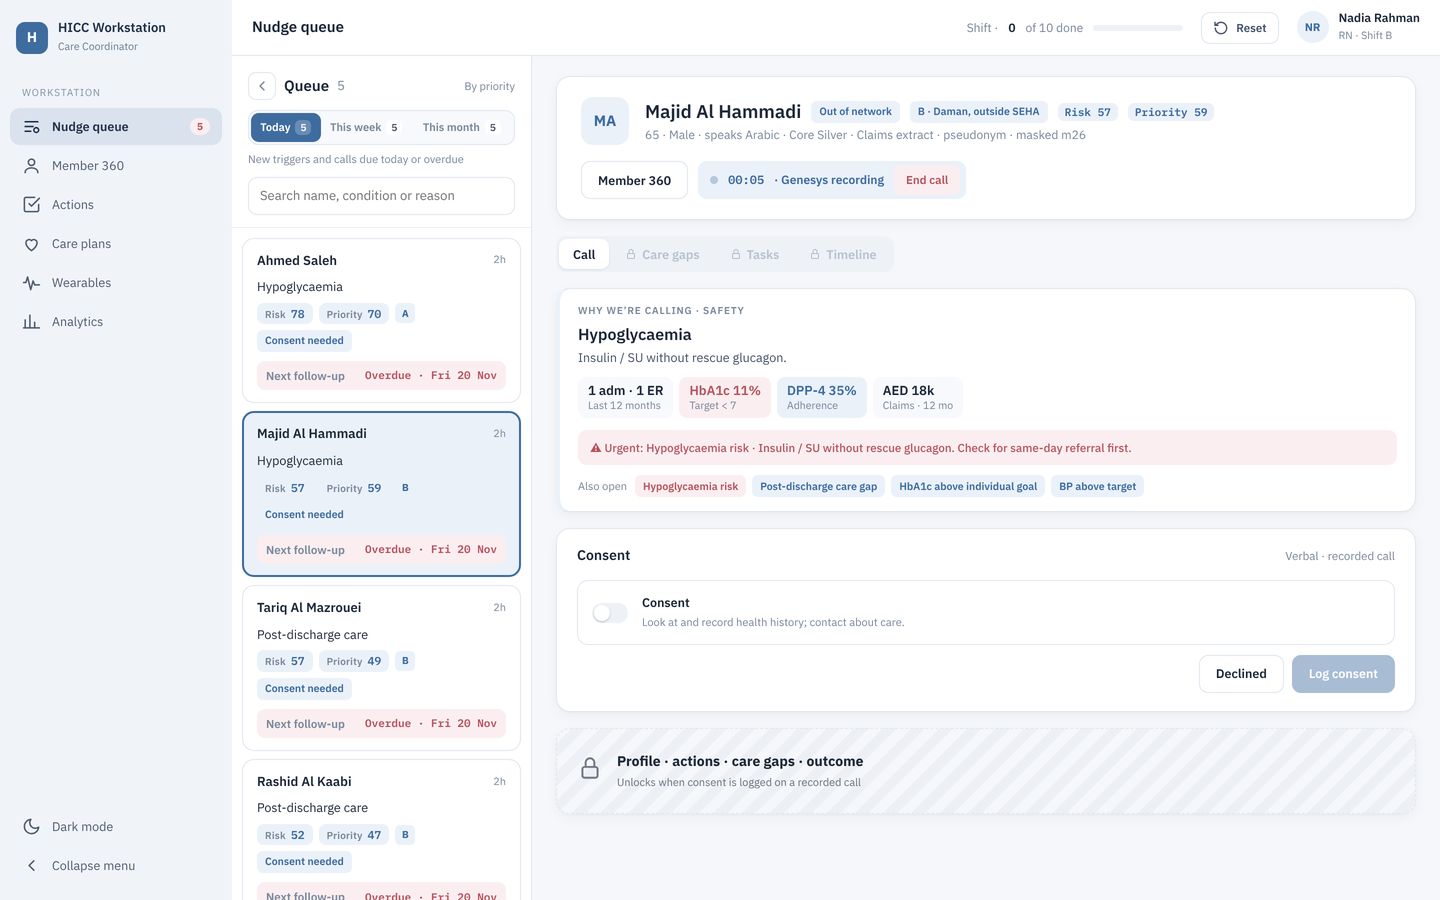 H
HICC Workstation
Care Coordinator
WORKSTATION
Nudge queue 5
Member 360
Actions
Care plans
Wearables
Analytics
Dark mode
Collapse menu
Nudge queue
Shift · 0 of 10 done
Reset
NR
Nadia Rahman
RN · Shift B
Queue 5
By priority
Today 5
This week 5
This month 5
New triggers and calls due today or overdue
Search name, condition or reason
Ahmed Saleh 2h
Hypoglycaemia
Risk 78 Priority 70 A
Consent needed
Next follow-up Overdue · Fri 20 Nov
Majid Al Hammadi 2h
Hypoglycaemia
Risk 57 Priority 59 B
Consent needed
Next follow-up Overdue · Fri 20 Nov
Tariq Al Mazrouei 2h
Post-discharge care
Risk 57 Priority 49 B
Consent needed
Next follow-up Overdue · Fri 20 Nov
Rashid Al Kaabi 2h
Post-discharge care
Risk 52 Priority 47 B
Consent needed
Next follow-up Overdue · Fri 20 Nov
MA
Majid Al Hammadi Out of network B · Daman, outside SEHA Risk 57 Priority 59
65 · Male · speaks Arabic · Core Silver · Claims extract · pseudonym · masked m26
Member 360
00:05 · Genesys recording End call
Call Care gaps Tasks Timeline
WHY WE'RE CALLING · SAFETY
Hypoglycaemia
Insulin / SU without rescue glucagon.
1 adm · 1 ER
Last 12 months
HbA1c 11%
Target < 7
DPP-4 35%
Adherence
AED 18k
Claims · 12 mo
Urgent: Hypoglycaemia risk · Insulin / SU without rescue glucagon. Check for same-day referral first.
Also open Hypoglycaemia risk Post-discharge care gap HbA1c above individual goal BP above target
Consent
Verbal · recorded call
Consent
Look at and record health history; contact about care.
Declined
Log consent
Profile · actions · care gaps · outcome
Unlocks when consent is logged on a recorded call